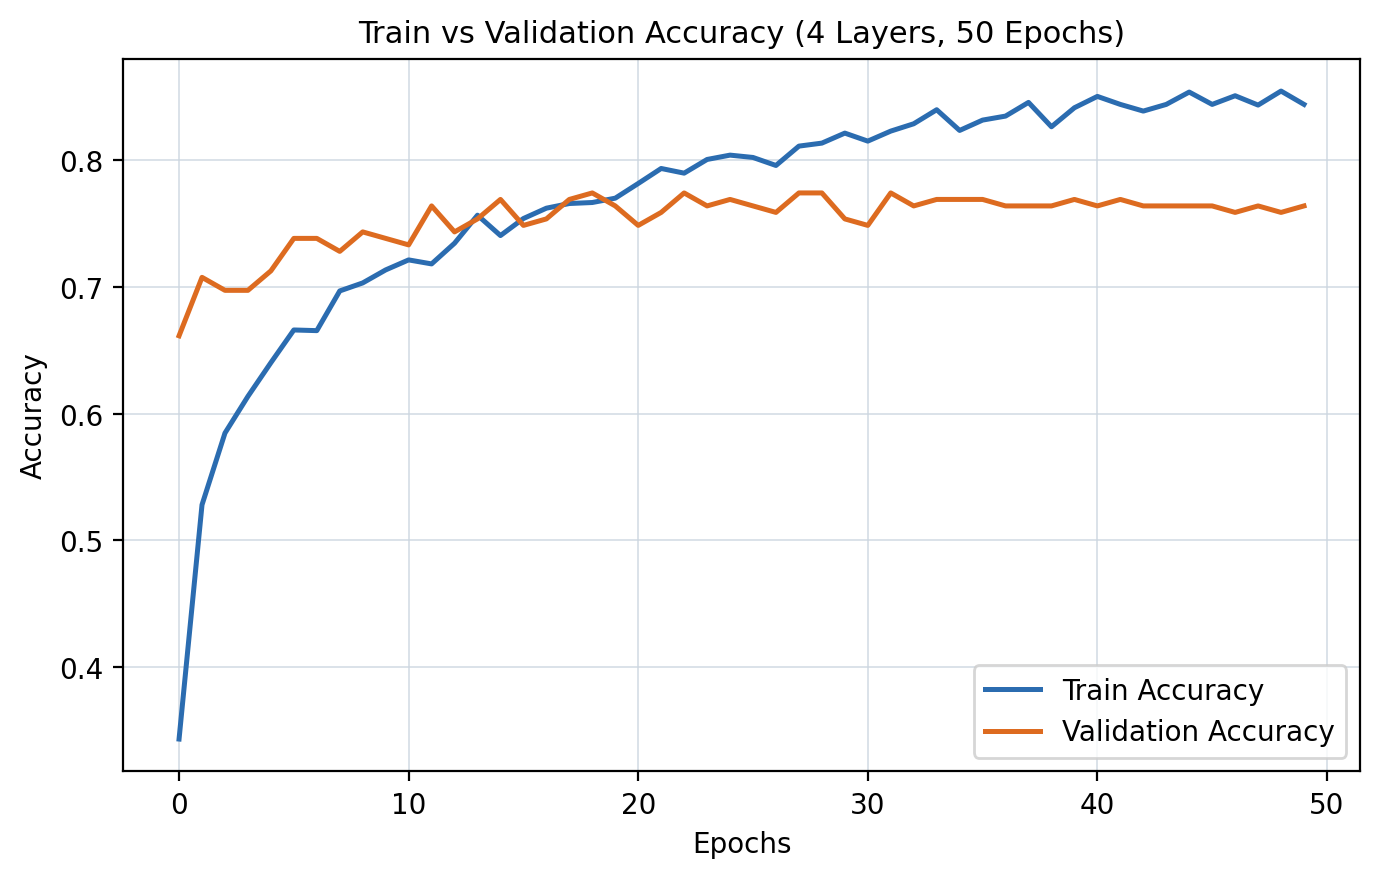 Train vs Validation Accuracy (4 Layers, 50 Epochs)
Accuracy
0.8
0.7
0.6
0.5
0.4
Train Accuracy
Validation Accuracy
0 10 20 30 40 50
Epochs